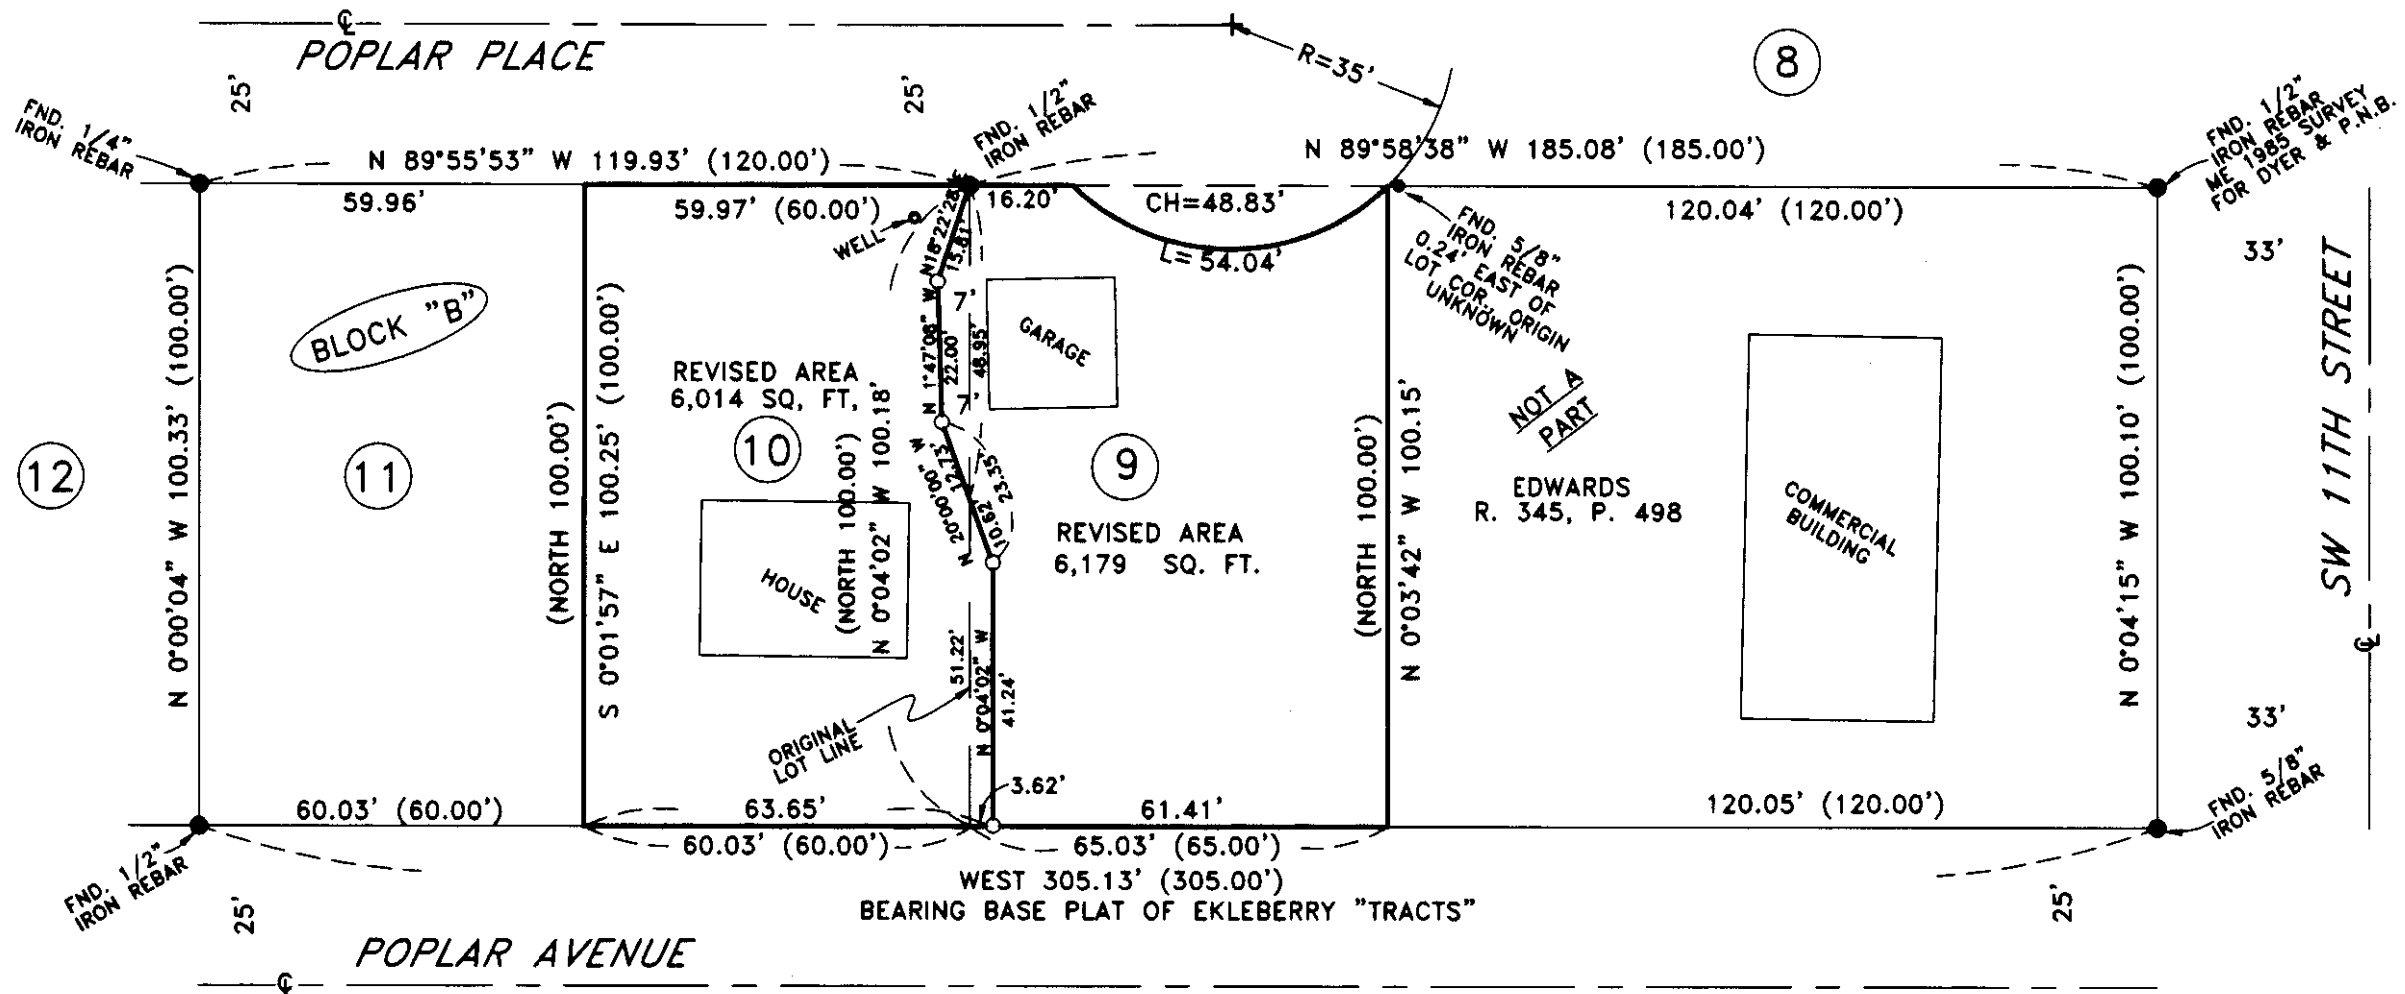 ℄
POPLAR PLACE
25'
25'
R=35'
8
FND. 1/4"
IRON REBAR
FND. 1/2"
IRON REBAR
FND. 1/2"
IRON REBAR
ME 1985 SURVEY
FOR DYER & P.N.B.
N 89°55'53" W 119.93' (120.00')
N 89°58'38" W 185.08' (185.00')
59.96'
59.97' (60.00')
16.20'
CH=48.83'
120.04' (120.00')
WELL
N18°22'28"E
15.81'
L= 54.04'
FND. 5/8"
IRON REBAR
0.24' EAST OF
LOT COR., ORIGIN
UNKNOWN
33'
SW 11TH STREET
℄
BLOCK "B"
7'
N 1°47'06" W
22.00'
48.95'
7'
GARAGE
REVISED AREA
6,014 SQ, FT,
12
11
10
9
N 0°00'04" W 100.33' (100.00')
(NORTH 100.00')
S 0°01'57" E 100.25' (100.00')
(NORTH 100.00')
N 0°04'02" W 100.18'
N 20°00'00" W
12.73'
10.62'
23.35'
REVISED AREA
6,179 SQ. FT.
(NORTH 100.00')
N 0°03'42" W 100.15'
NOT A
PART
EDWARDS
R. 345, P. 498
COMMERCIAL
BUILDING
N 0°04'15" W 100.10' (100.00')
HOUSE
51.22'
N 0°04'02" W
41.24'
ORIGINAL
LOT LINE
33'
3.62'
60.03' (60.00')
63.65'
61.41'
120.05' (120.00')
FND. 5/8"
IRON REBAR
60.03' (60.00')
65.03' (65.00')
FND. 1/2"
IRON REBAR
WEST 305.13' (305.00')
BEARING BASE PLAT OF EKLEBERRY "TRACTS"
25'
25'
POPLAR AVENUE
℄